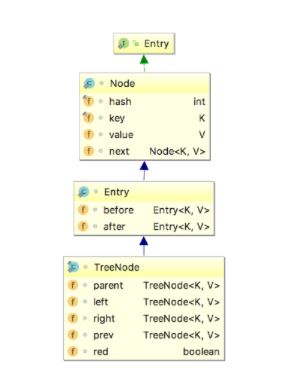 Entry
Node
hash int
key K
value V
next Node<K, V>
Entry
before Entry<K, V>
after Entry<K, V>
TreeNode
parent TreeNode<K, V>
left TreeNode<K, V>
right TreeNode<K, V>
prev TreeNode<K, V>
red boolean